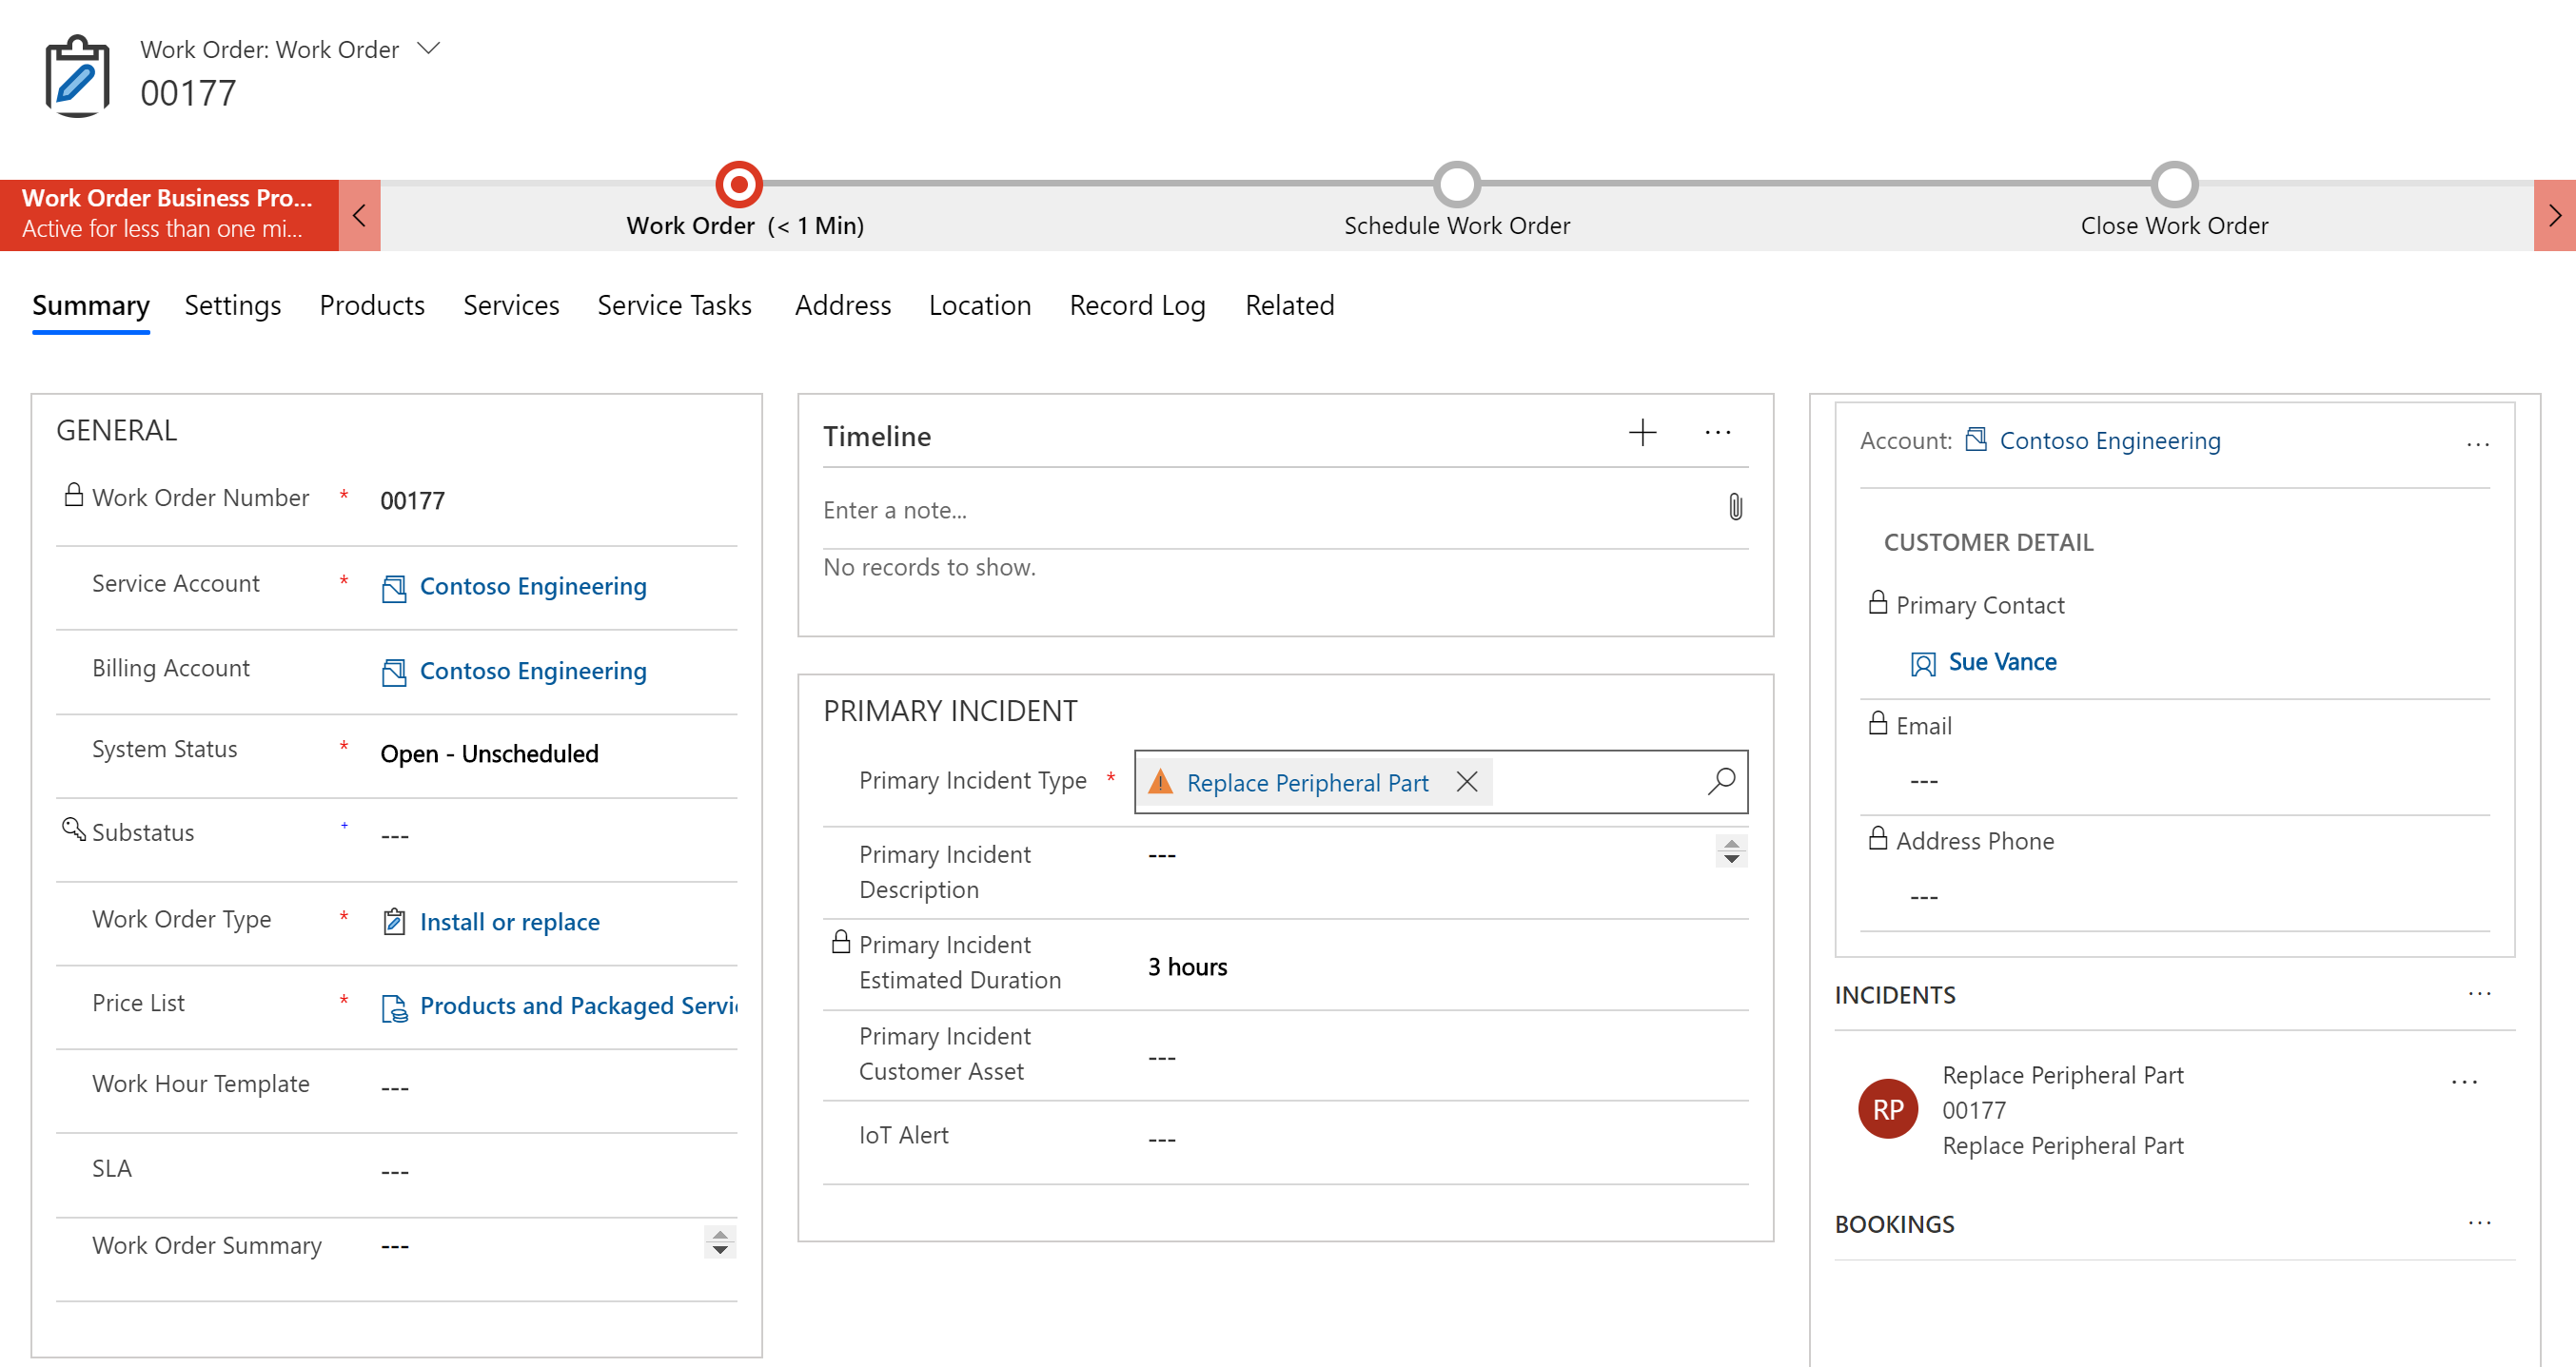 Work Order: Work Order
00177
Work Order Business Pro...
Active for less than one mi...
Work Order (< 1 Min)
Schedule Work Order
Close Work Order
Summary Settings Products Services Service Tasks Address Location Record Log Related
GENERAL
Work Order Number * 00177
Service Account * Contoso Engineering
Billing Account Contoso Engineering
System Status * Open - Unscheduled
Substatus + ---
Work Order Type * Install or replace
Price List * Products and Packaged Servi
Work Hour Template ---
SLA ---
Work Order Summary ---
Timeline
Enter a note...
No records to show.
PRIMARY INCIDENT
Primary Incident Type * Replace Peripheral Part
Primary Incident
Description
---
Primary Incident
Estimated Duration
3 hours
Primary Incident
Customer Asset
---
IoT Alert ---
Account: Contoso Engineering
CUSTOMER DETAIL
Primary Contact
Sue Vance
Email
---
Address Phone
---
INCIDENTS
RP
Replace Peripheral Part
00177
Replace Peripheral Part
BOOKINGS